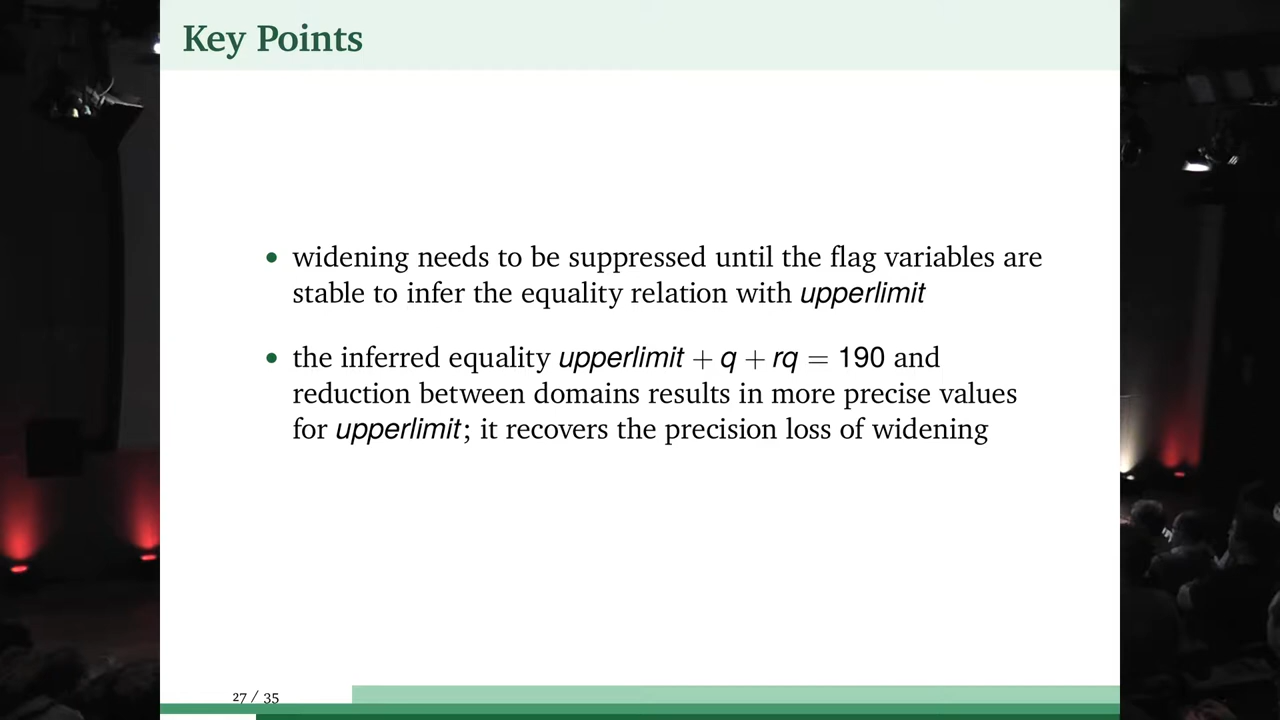 Key Points
• widening needs to be suppressed until the flag variables are
stable to infer the equality relation with upperlimit
• the inferred equality upperlimit + q + rq = 190 and
reduction between domains results in more precise values
for upperlimit; it recovers the precision loss of widening
27 / 35